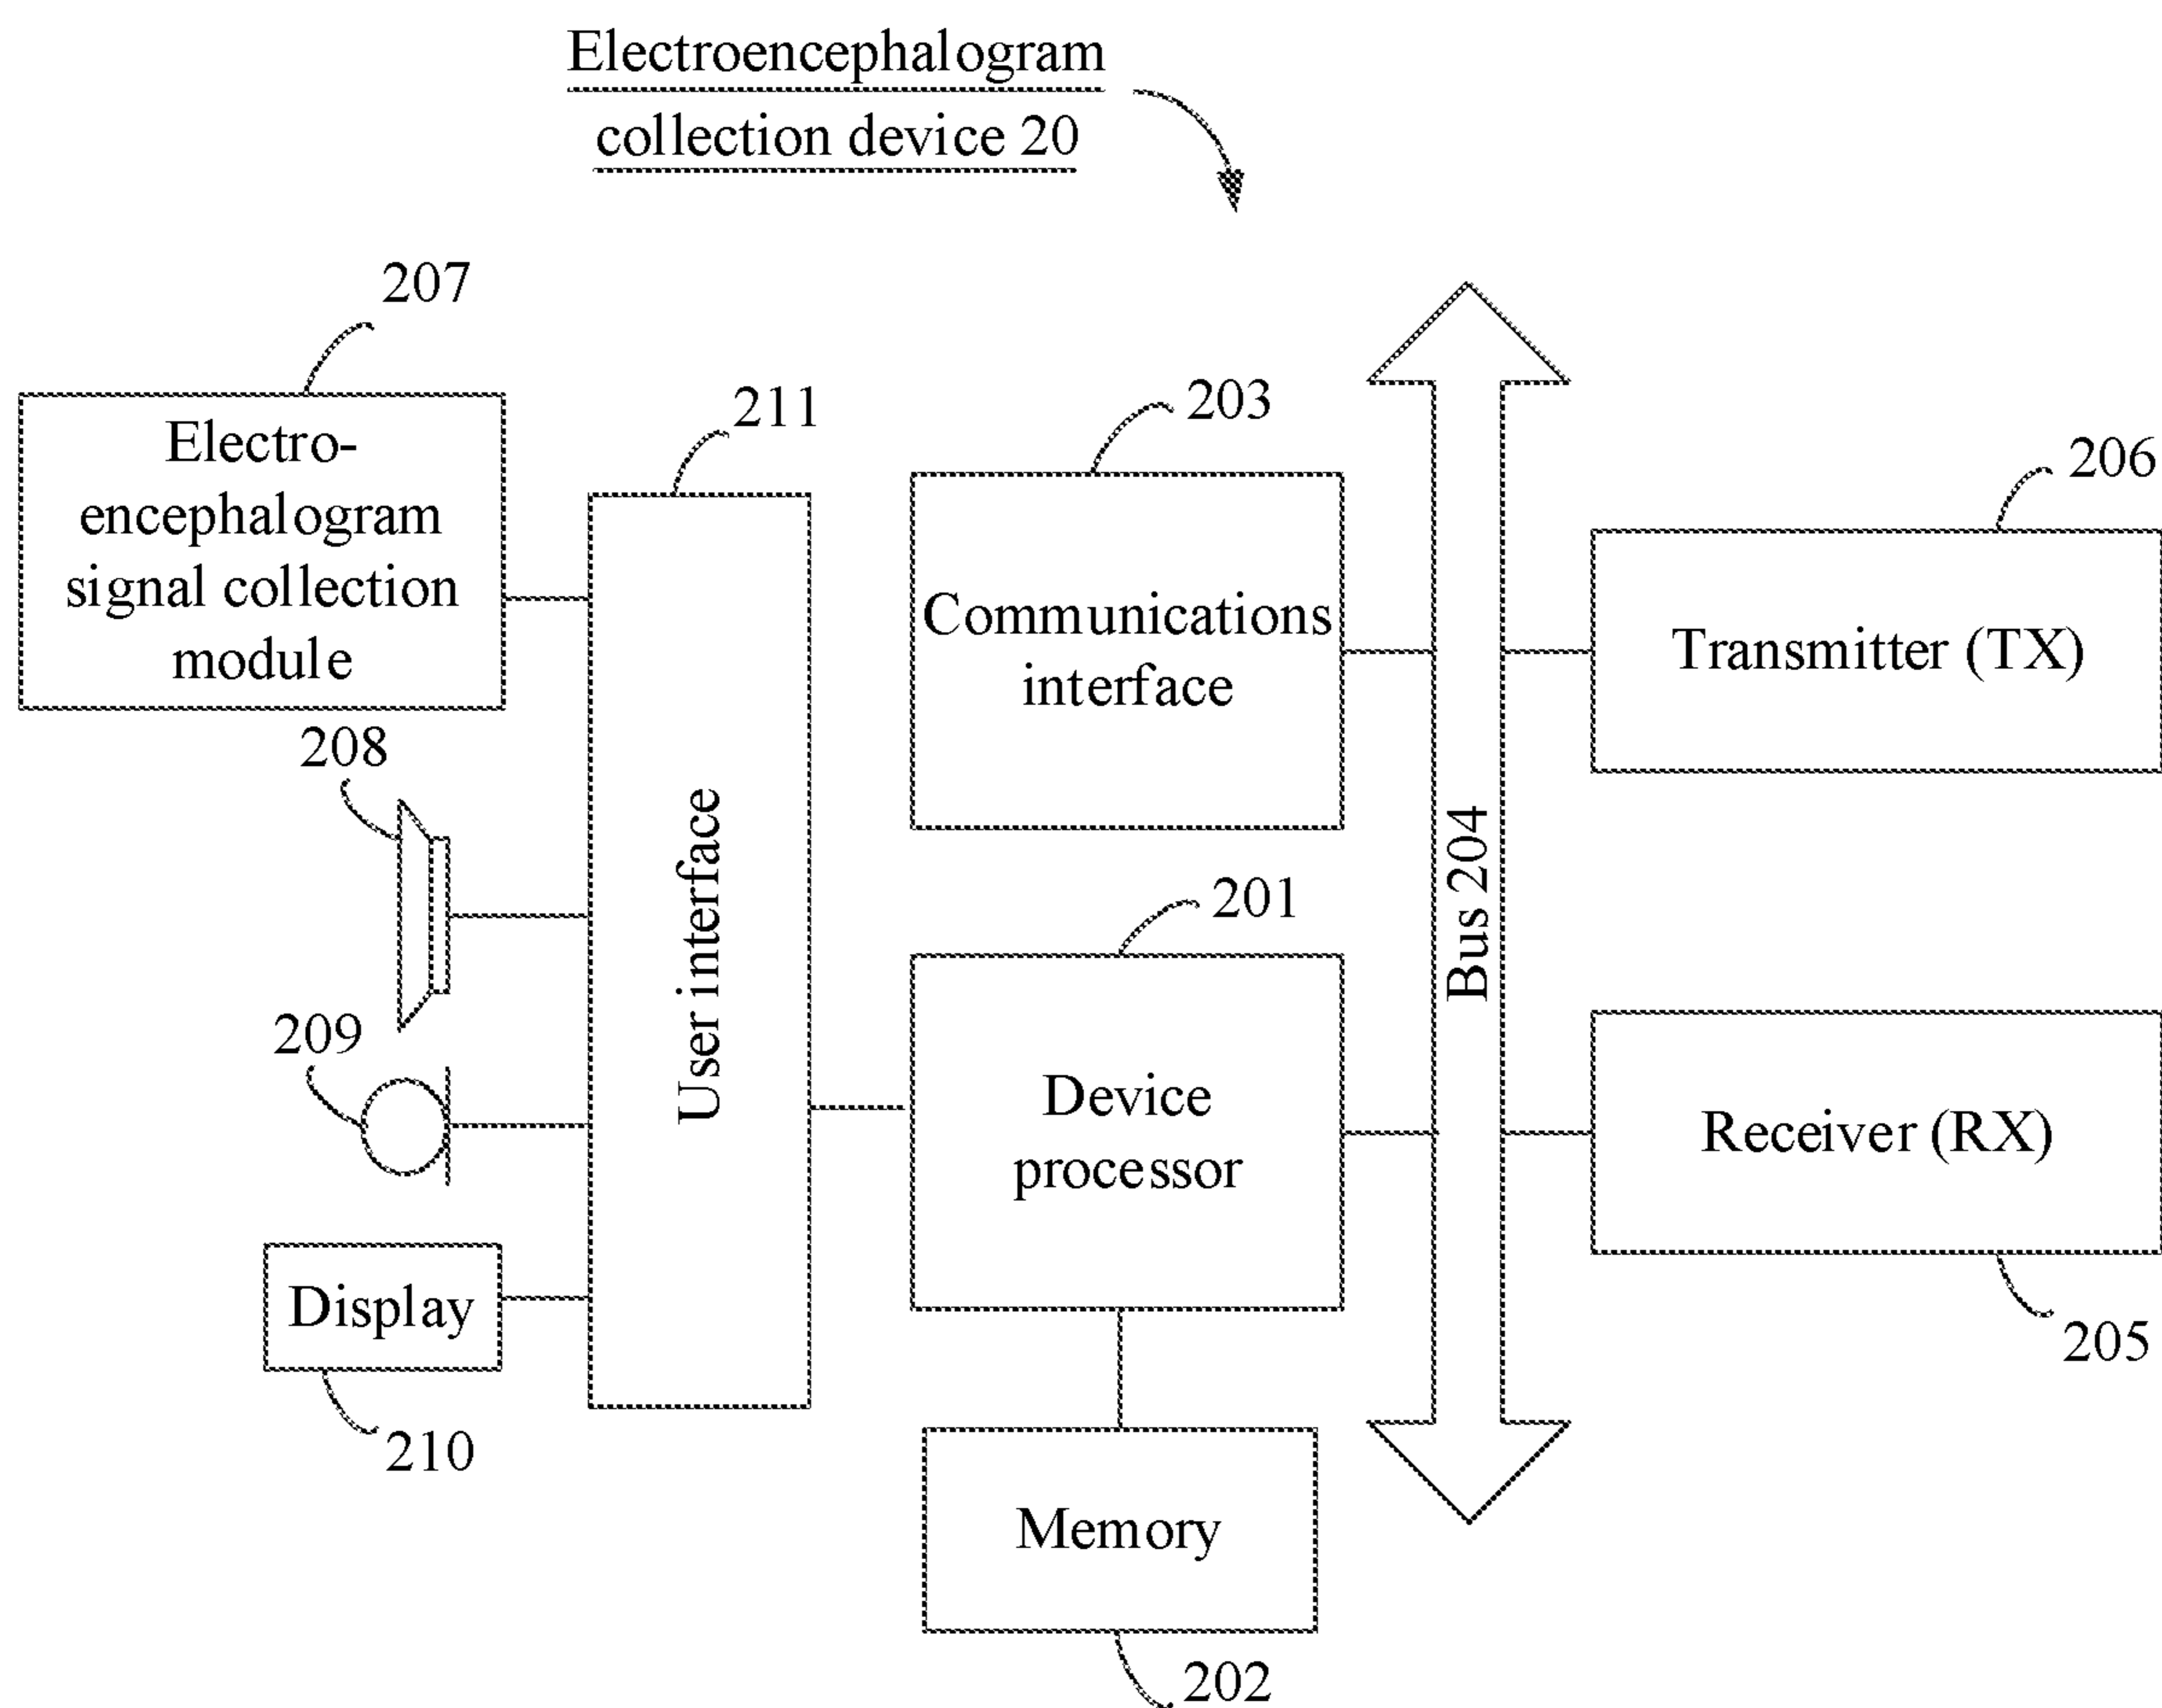 Electroencephalogram
collection device 20
207
Electro-
encephalogram
signal collection
module
211
203
Communications
interface
206
Transmitter (TX)
208
User interface
Bus 204
201
Device
processor
209
Receiver (RX)
205
Display
210
Memory
202